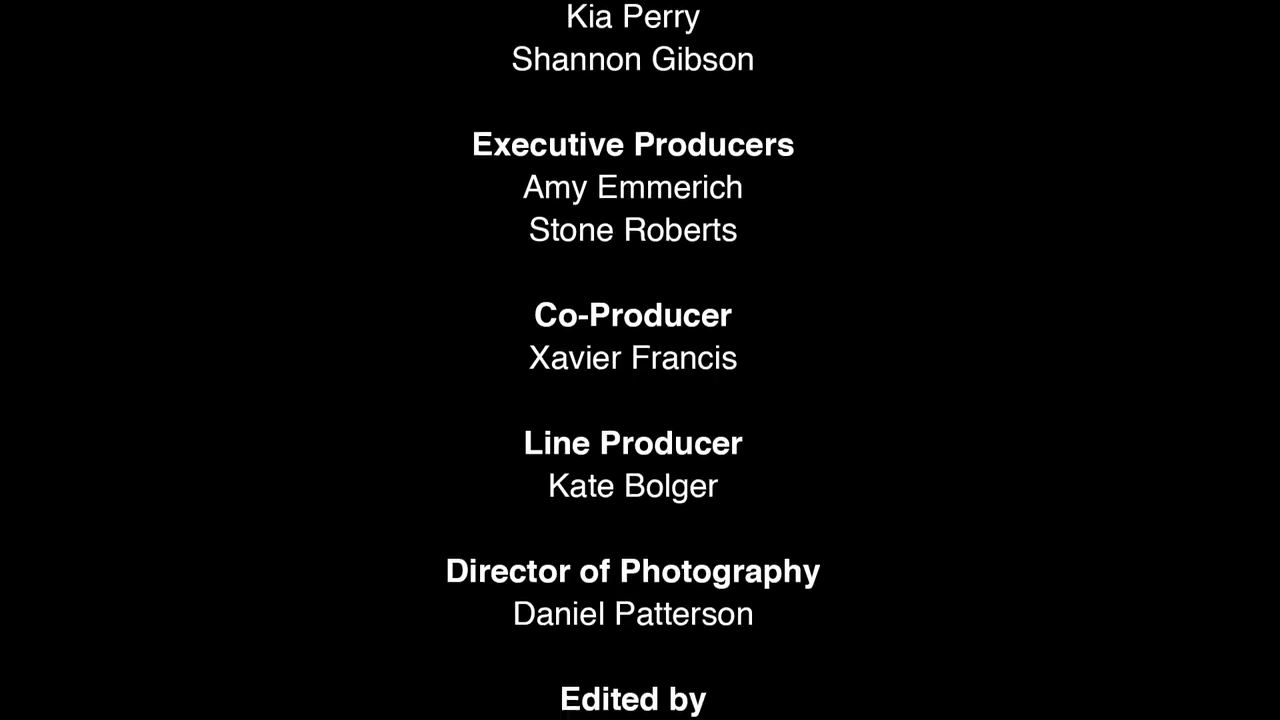 Kia Perry
Shannon Gibson
Executive Producers
Amy Emmerich
Stone Roberts
Co-Producer
Xavier Francis
Line Producer
Kate Bolger
Director of Photography
Daniel Patterson
Edited by